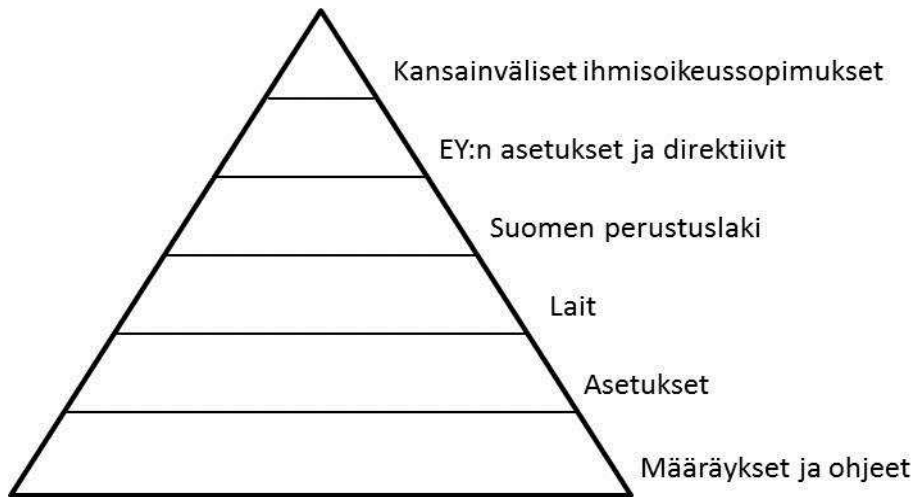 Kansainväliset ihmisoikeussopimukset
EY:n asetukset ja direktiivit
Suomen perustuslaki
Lait
Asetukset
Määräykset ja ohjeet